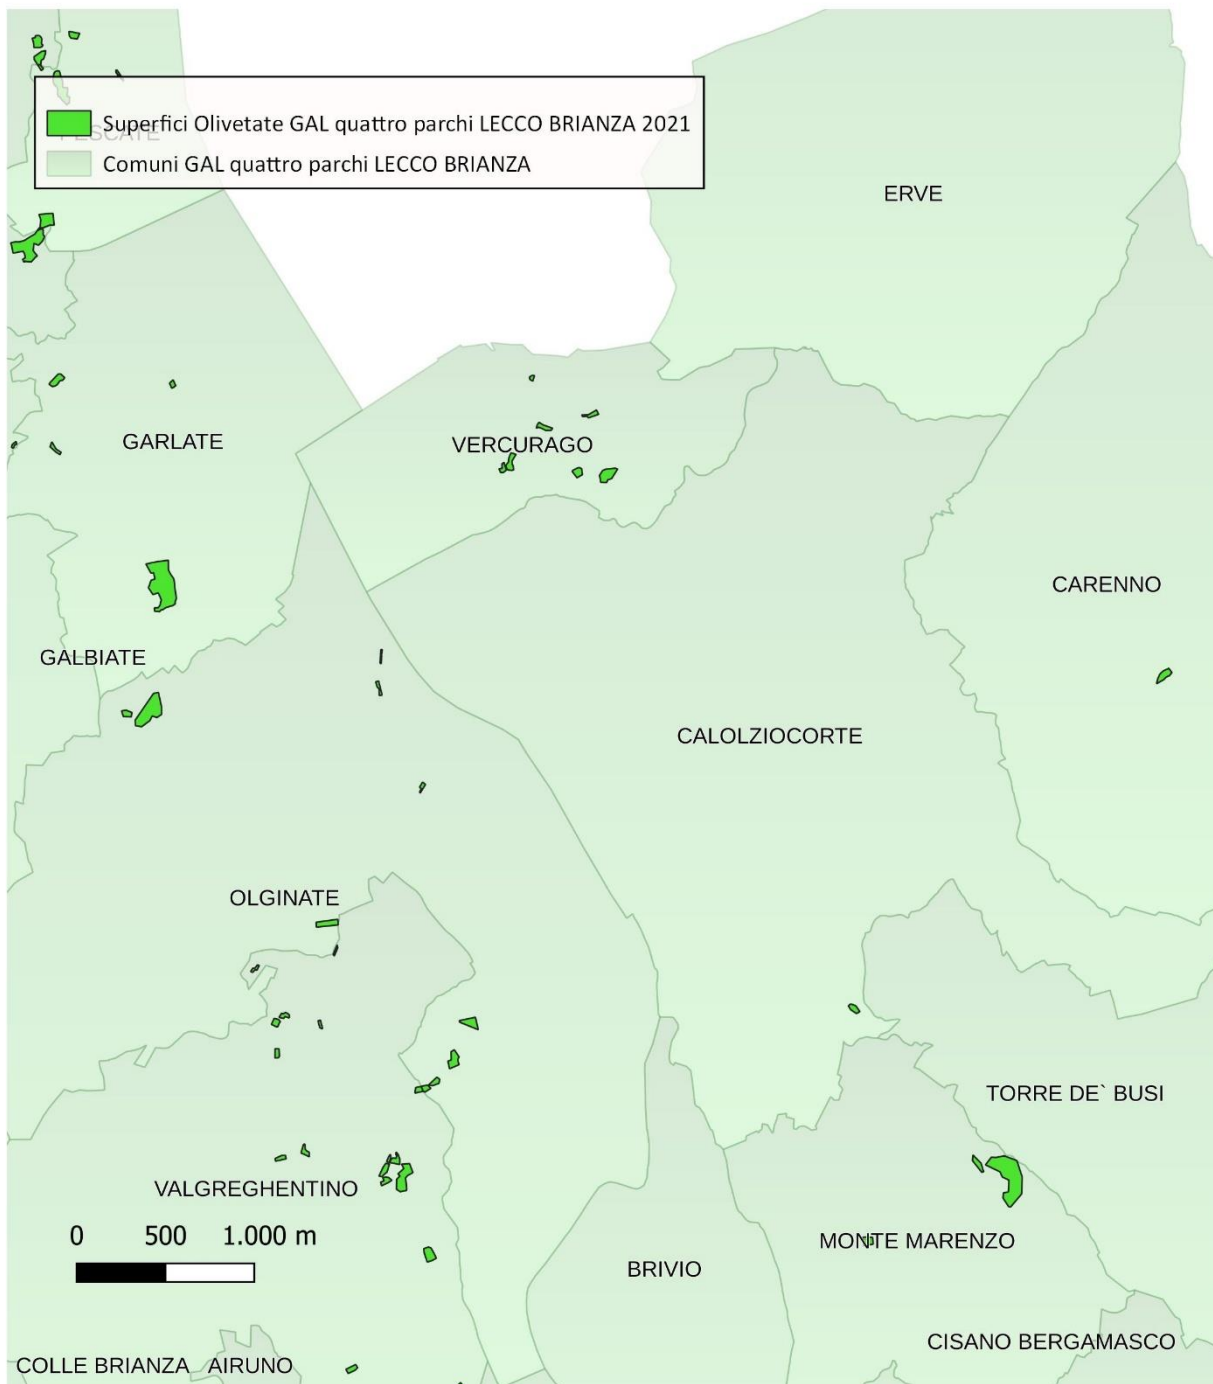 Superfici Olivetate GAL quattro parchi LECCO BRIANZA 2021
PESCATE
Comuni GAL quattro parchi LECCO BRIANZA
ERVE
GARLATE
VERCURAGO
CARENNO
GALBIATE
CALOLZIOCORTE
OLGINATE
TORRE DE` BUSI
VALGREGHENTINO
0 500 1.000 m
MONTE MARENZO
BRIVIO
CISANO BERGAMASCO
COLLE BRIANZA AIRUNO